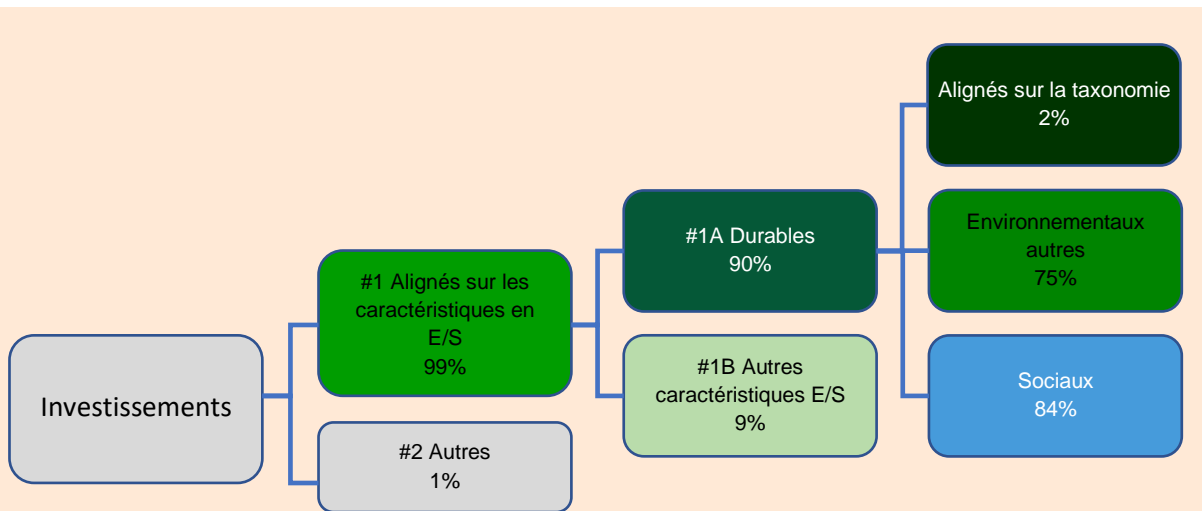 Investissements
#1 Alignés sur les
caractéristiques en
E/S
99%
#2 Autres
1%
#1A Durables
90%
#1B Autres
caractéristiques E/S
9%
Alignés sur la taxonomie
2%
Environnementaux
autres
75%
Sociaux
84%